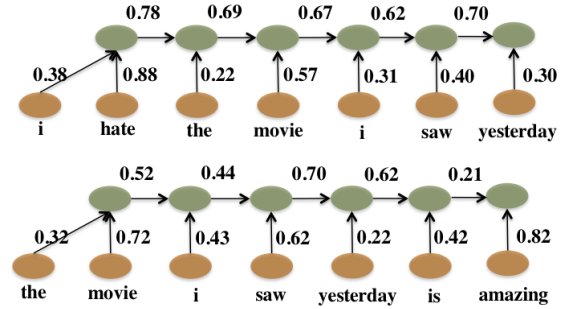 0.78 0.69 0.67 0.62 0.70
0.38 0.88 0.22 0.57 0.31 0.40 0.30
i hate the movie i saw yesterday
0.52 0.44 0.70 0.62 0.21
0.32 0.72 0.43 0.62 0.22 0.42 0.82
the movie i saw yesterday is amazing